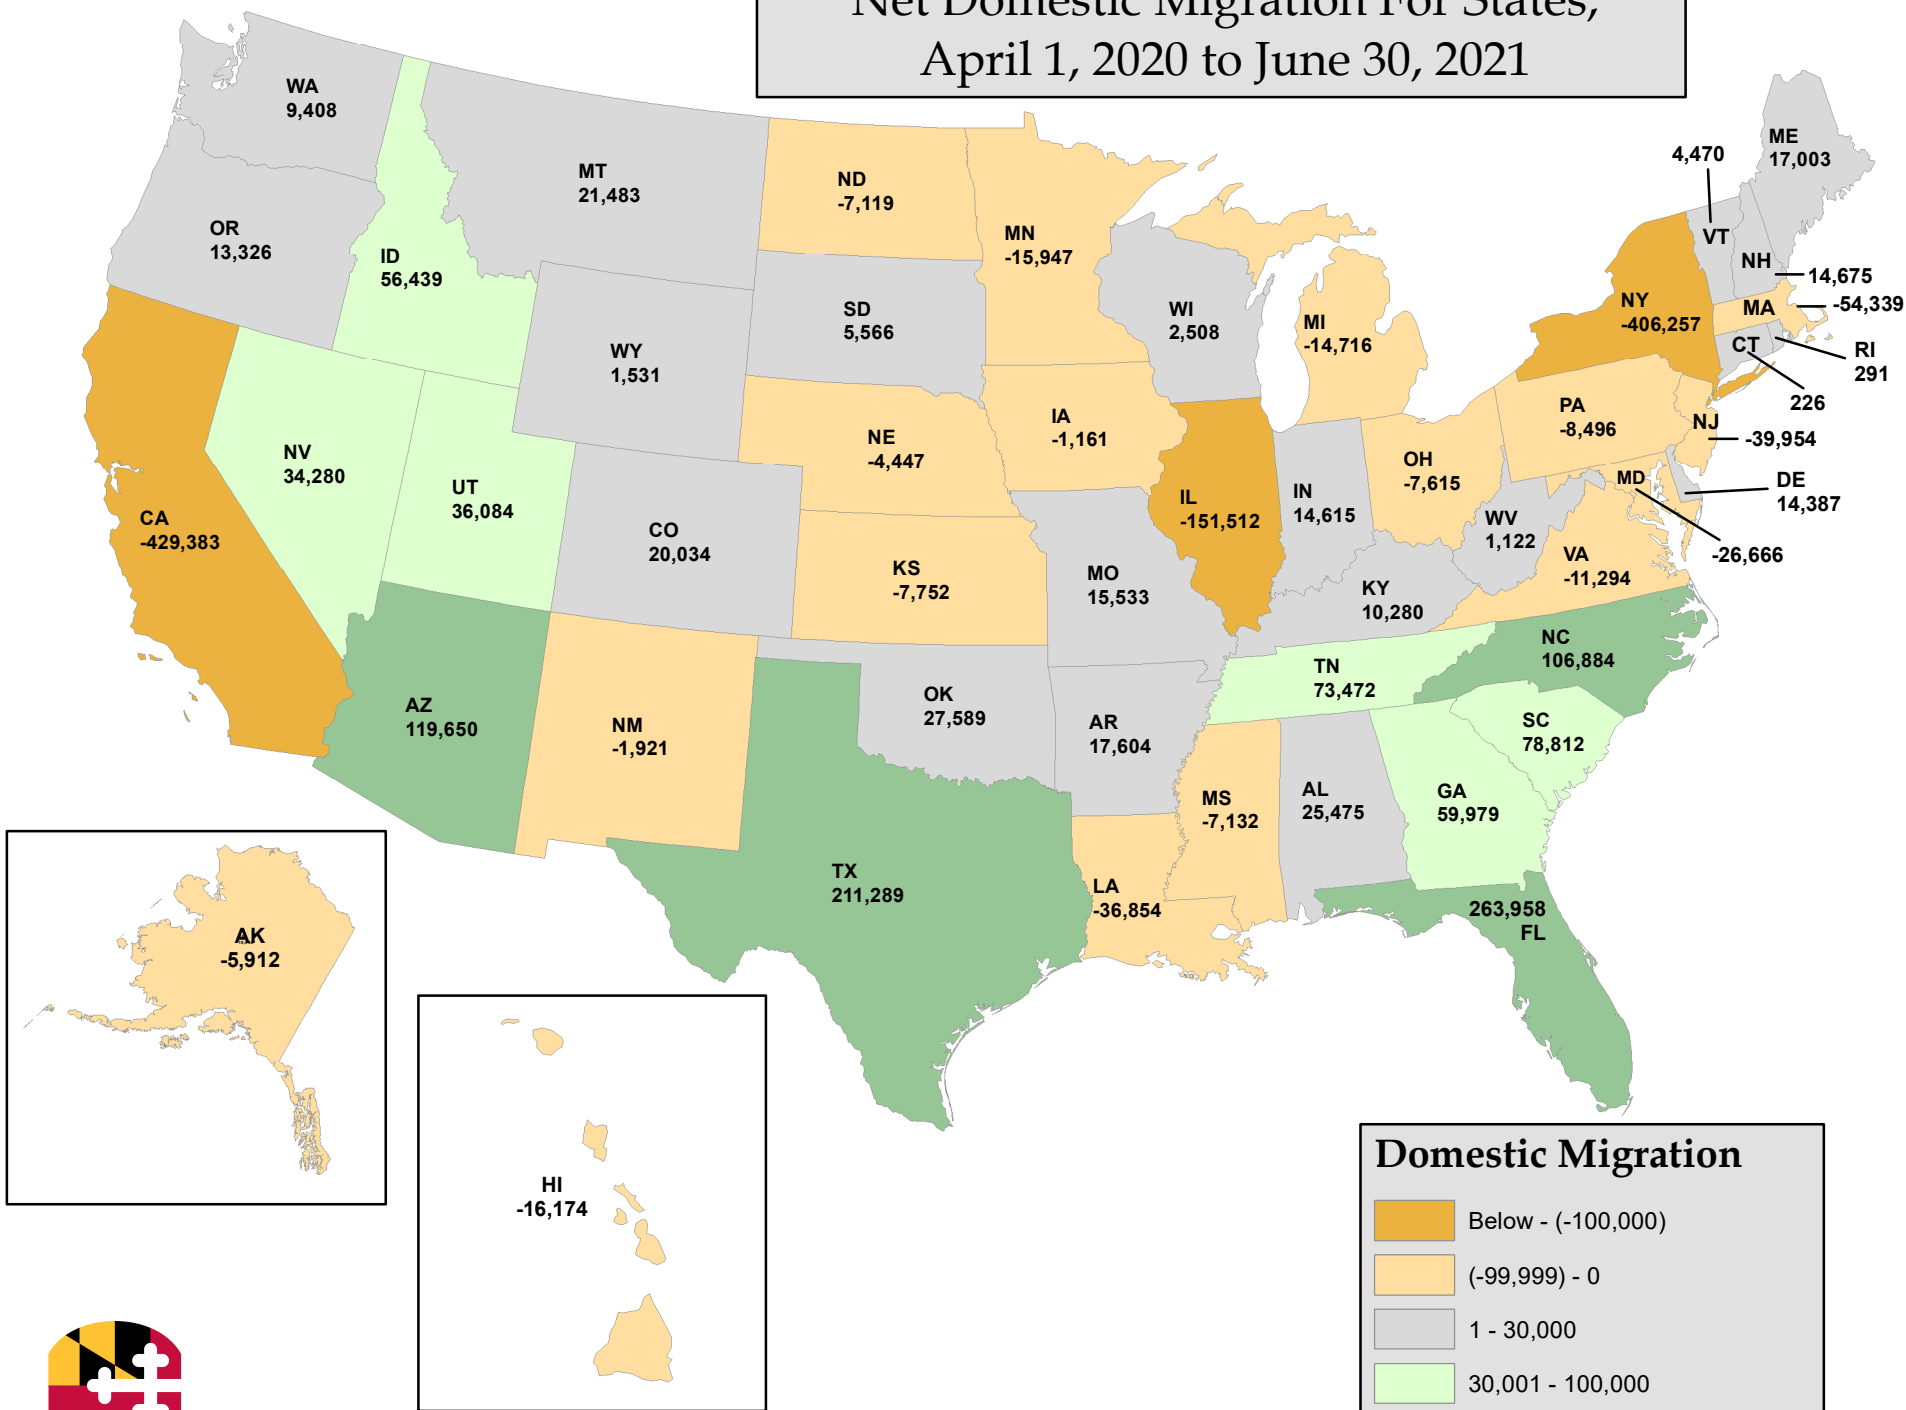 Net Domestic Migration For States,
April 1, 2020 to June 30, 2021
WA
9,408
MT
21,483
ND
-7,119
MN
-15,947
ME
17,003
4,470
VT
NH
14,675
OR
13,326
ID
56,439
SD
5,566
WI
2,508
MI
-14,716
NY
-406,257
MA
-54,339
CT
RI
291
226
WY
1,531
NE
-4,447
IA
-1,161
PA
-8,496
NJ
-39,954
NV
34,280
UT
36,084
OH
-7,615
MD
DE
14,387
CA
-429,383
CO
20,034
IL
-151,512
IN
14,615
WV
1,122
-26,666
KS
-7,752
MO
15,533
KY
10,280
VA
-11,294
NC
106,884
TN
73,472
AZ
119,650
NM
-1,921
OK
27,589
AR
17,604
SC
78,812
MS
-7,132
AL
25,475
GA
59,979
TX
211,289
LA
-36,854
263,958
FL
AK
-5,912
HI
-16,174
Domestic Migration
Below - (-100,000)
(-99,999) - 0
1 - 30,000
30,001 - 100,000